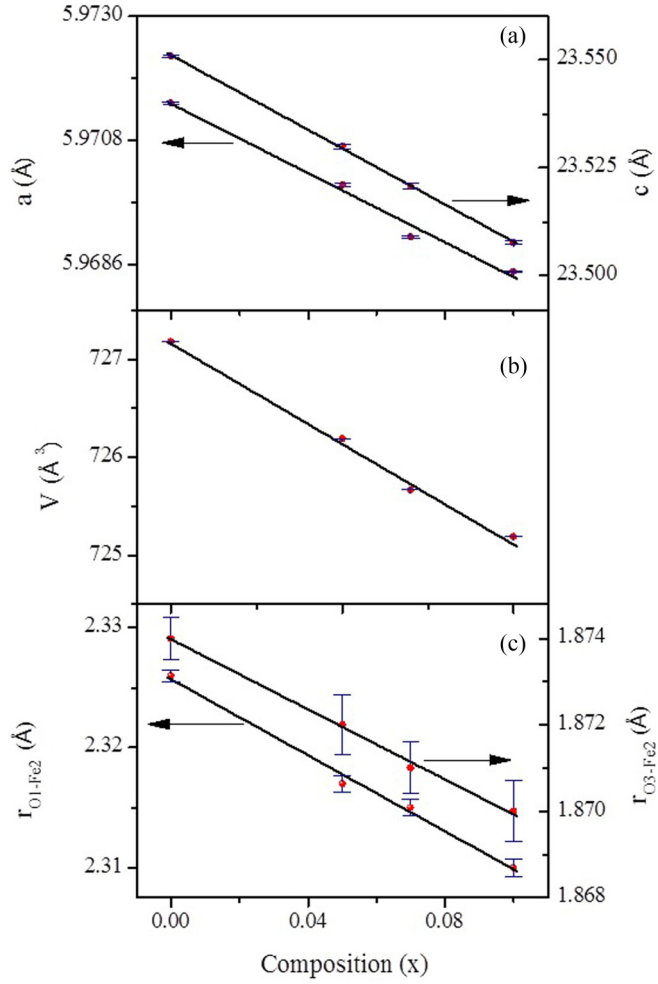 (a)
5.9730
5.9708
5.9686
a (Å)
23.550
23.525
23.500
c (Å)
(b)
727
726
725
V (Å³)
(c)
2.33
2.32
2.31
r_O1-Fe2 (Å)
1.874
1.872
1.870
1.868
r_O3-Fe2 (Å)
0.00
0.04
0.08
Composition (x)